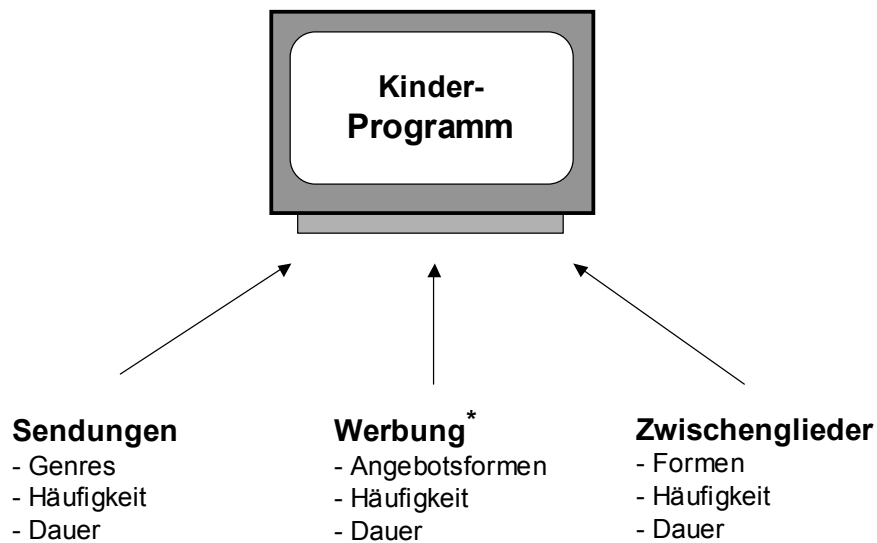 Kinder-
Programm
Sendungen
- Genres
- Häufigkeit
- Dauer
Werbung*
- Angebotsformen
- Häufigkeit
- Dauer
Zwischenglieder
- Formen
- Häufigkeit
- Dauer